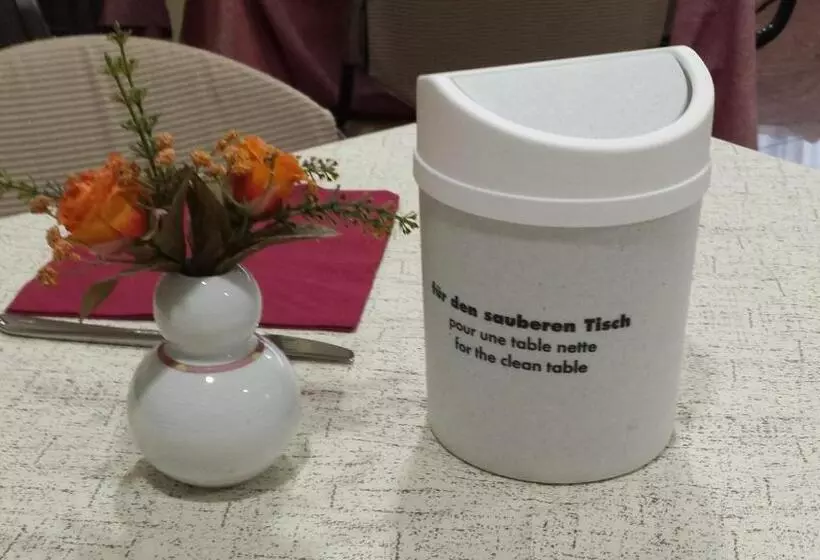 für den sauberen Tisch
pour une table nette
for the clean table